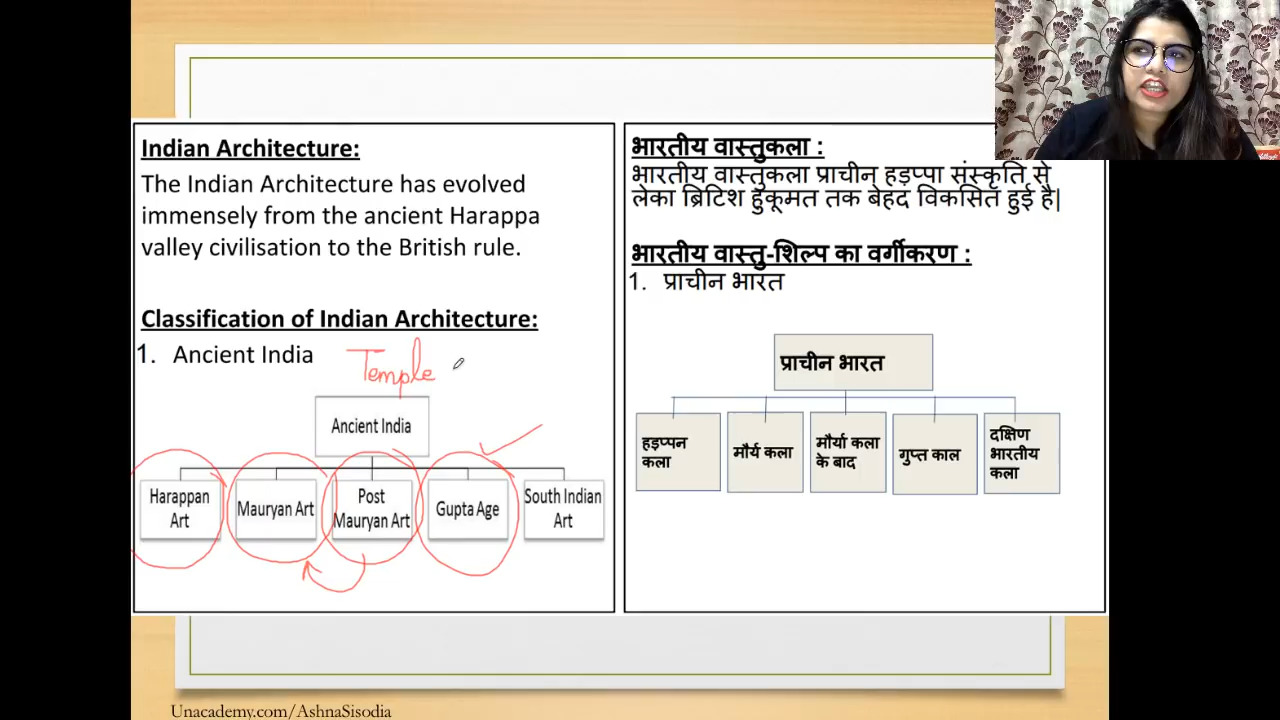 Indian Architecture:
The Indian Architecture has evolved
immensely from the ancient Harappa
valley civilisation to the British rule.
Classification of Indian Architecture:
1. Ancient India
Temple
Ancient India
Harappan
Art
Mauryan Art
Post
Mauryan Art
Gupta Age
South Indian
Art
भारतीय वास्तुकला :
भारतीय वास्तुकला प्राचीन हड़प्पा संस्कृति से
लेका ब्रिटिश हुकूमत तक बेहद विकसित हुई है|
भारतीय वास्तु-शिल्प का वर्गीकरण :
1. प्राचीन भारत
प्राचीन भारत
हड़प्पन
कला
मौर्य कला
मौर्या कला
के बाद
गुप्त काल
दक्षिण
भारतीय
कला
Unacademy.com/AshnaSisodia